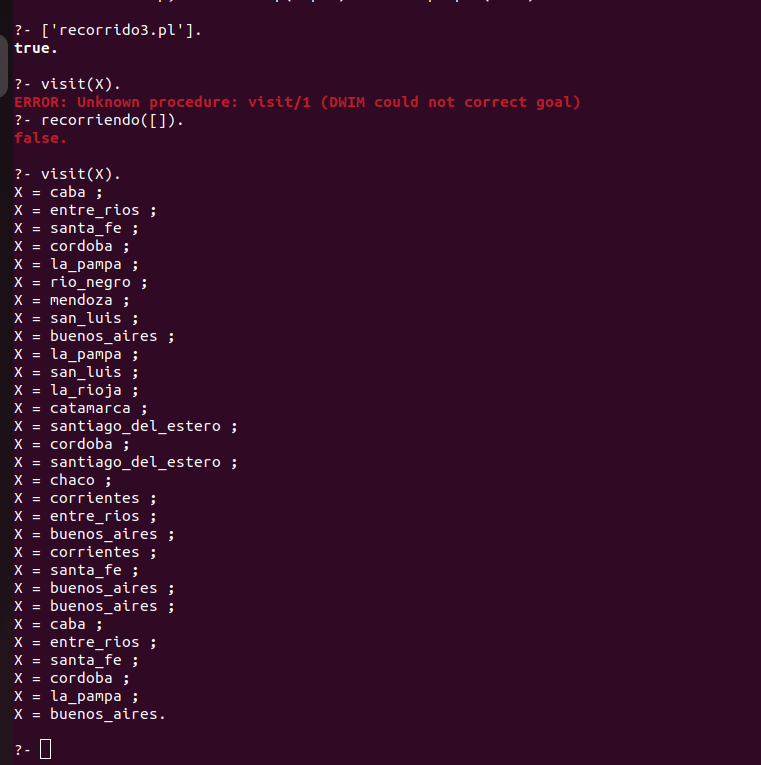 ?- ['recorrido3.pl'].
true.
?- visit(X).
ERROR: Unknown procedure: visit/1 (DWIM could not correct goal)
?- recorriendo([]).
false.
?- visit(X).
X = caba ;
X = entre_rios ;
X = santa_fe ;
X = cordoba ;
X = la_pampa ;
X = rio_negro ;
X = mendoza ;
X = san_luis ;
X = buenos_aires ;
X = la_pampa ;
X = san_luis ;
X = la_rioja ;
X = catamarca ;
X = santiago_del_estero ;
X = cordoba ;
X = santiago_del_estero ;
X = chaco ;
X = corrientes ;
X = entre_rios ;
X = buenos_aires ;
X = corrientes ;
X = santa_fe ;
X = buenos_aires ;
X = buenos_aires ;
X = caba ;
X = entre_rios ;
X = santa_fe ;
X = cordoba ;
X = la_pampa ;
X = buenos_aires.
?-